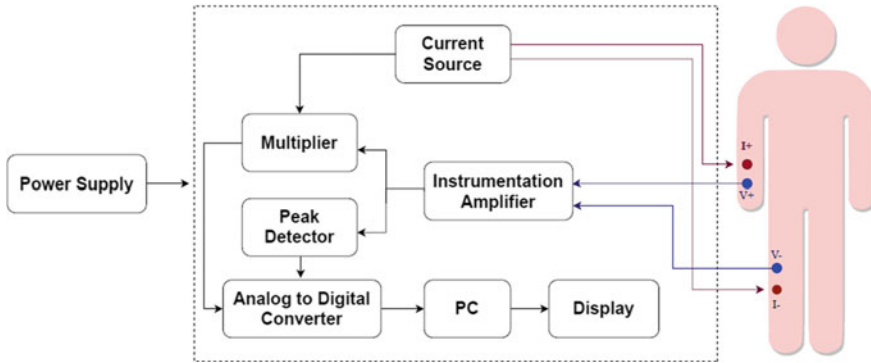 Current
Source
Multiplier
Power Supply
Instrumentation
Amplifier
Peak
Detector
Analog to Digital
Converter
PC
Display
I+
V+
V-
I-